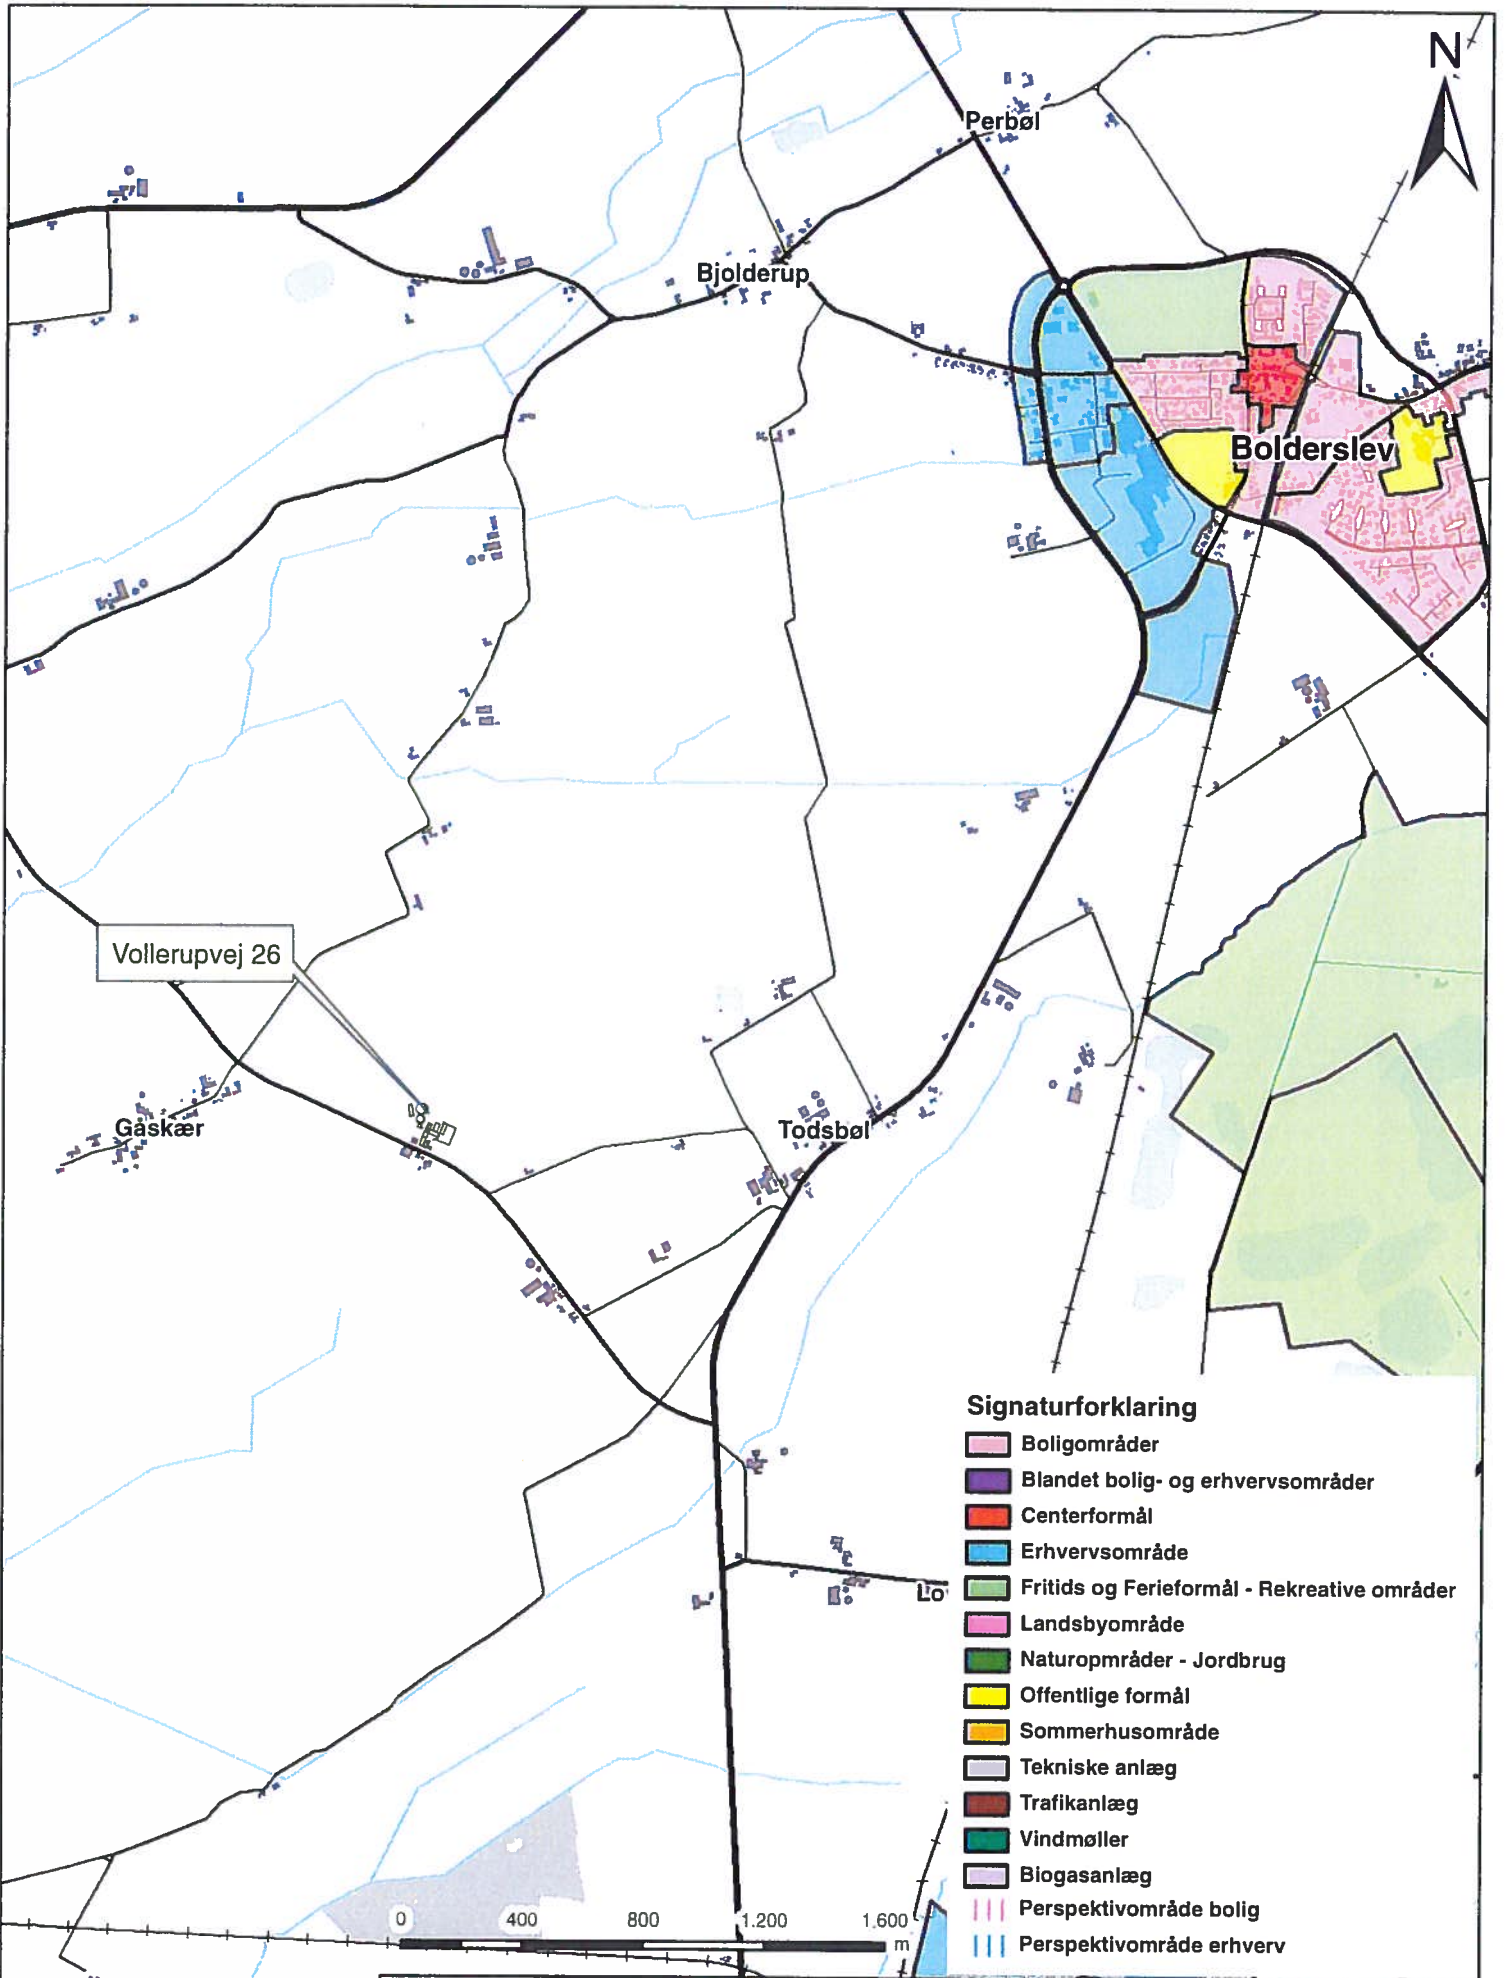 N
Perbøl
Bjolderup
Bolderslev
Vollerupvej 26
Gåskær
Todsbøl
Lo
Signaturforklaring
Boligområder
Blandet bolig- og erhvervsområder
Centerformål
Erhvervsområde
Fritids og Ferieformål - Rekreative områder
Landsbyområde
Naturopmråder - Jordbrug
Offentlige formål
Sommerhusområde
Tekniske anlæg
Trafikanlæg
Vindmøller
Biogasanlæg
Perspektivområde bolig
Perspektivområde erhverv
0 400 800 1.200 1.600
m